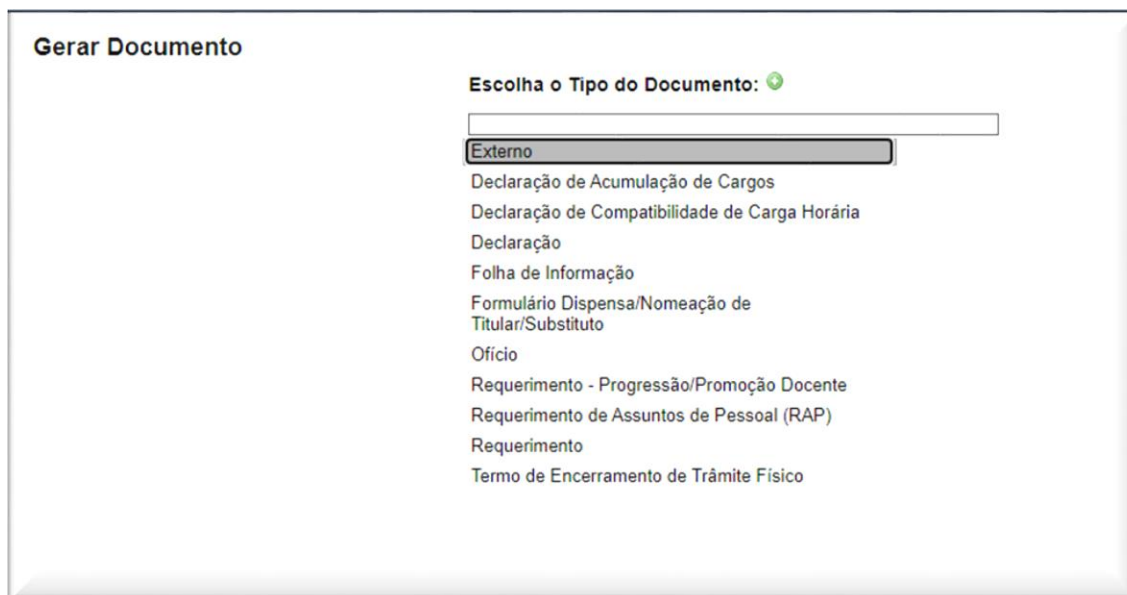 Gerar Documento
Escolha o Tipo do Documento:
Externo
Declaração de Acumulação de Cargos
Declaração de Compatibilidade de Carga Horária
Declaração
Folha de Informação
Formulário Dispensa/Nomeação de
Titular/Substituto
Ofício
Requerimento - Progressão/Promoção Docente
Requerimento de Assuntos de Pessoal (RAP)
Requerimento
Termo de Encerramento de Trâmite Físico